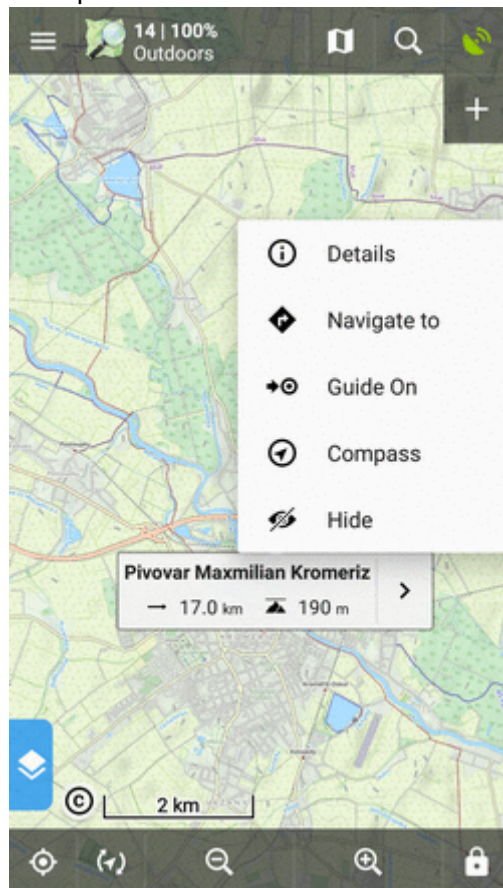 14 | 100%
Outdoors
Details
Navigate to
Guide On
Compass
Hide
Pivovar Maxmilian Kromeriz
17.0 km 190 m
© 2 km